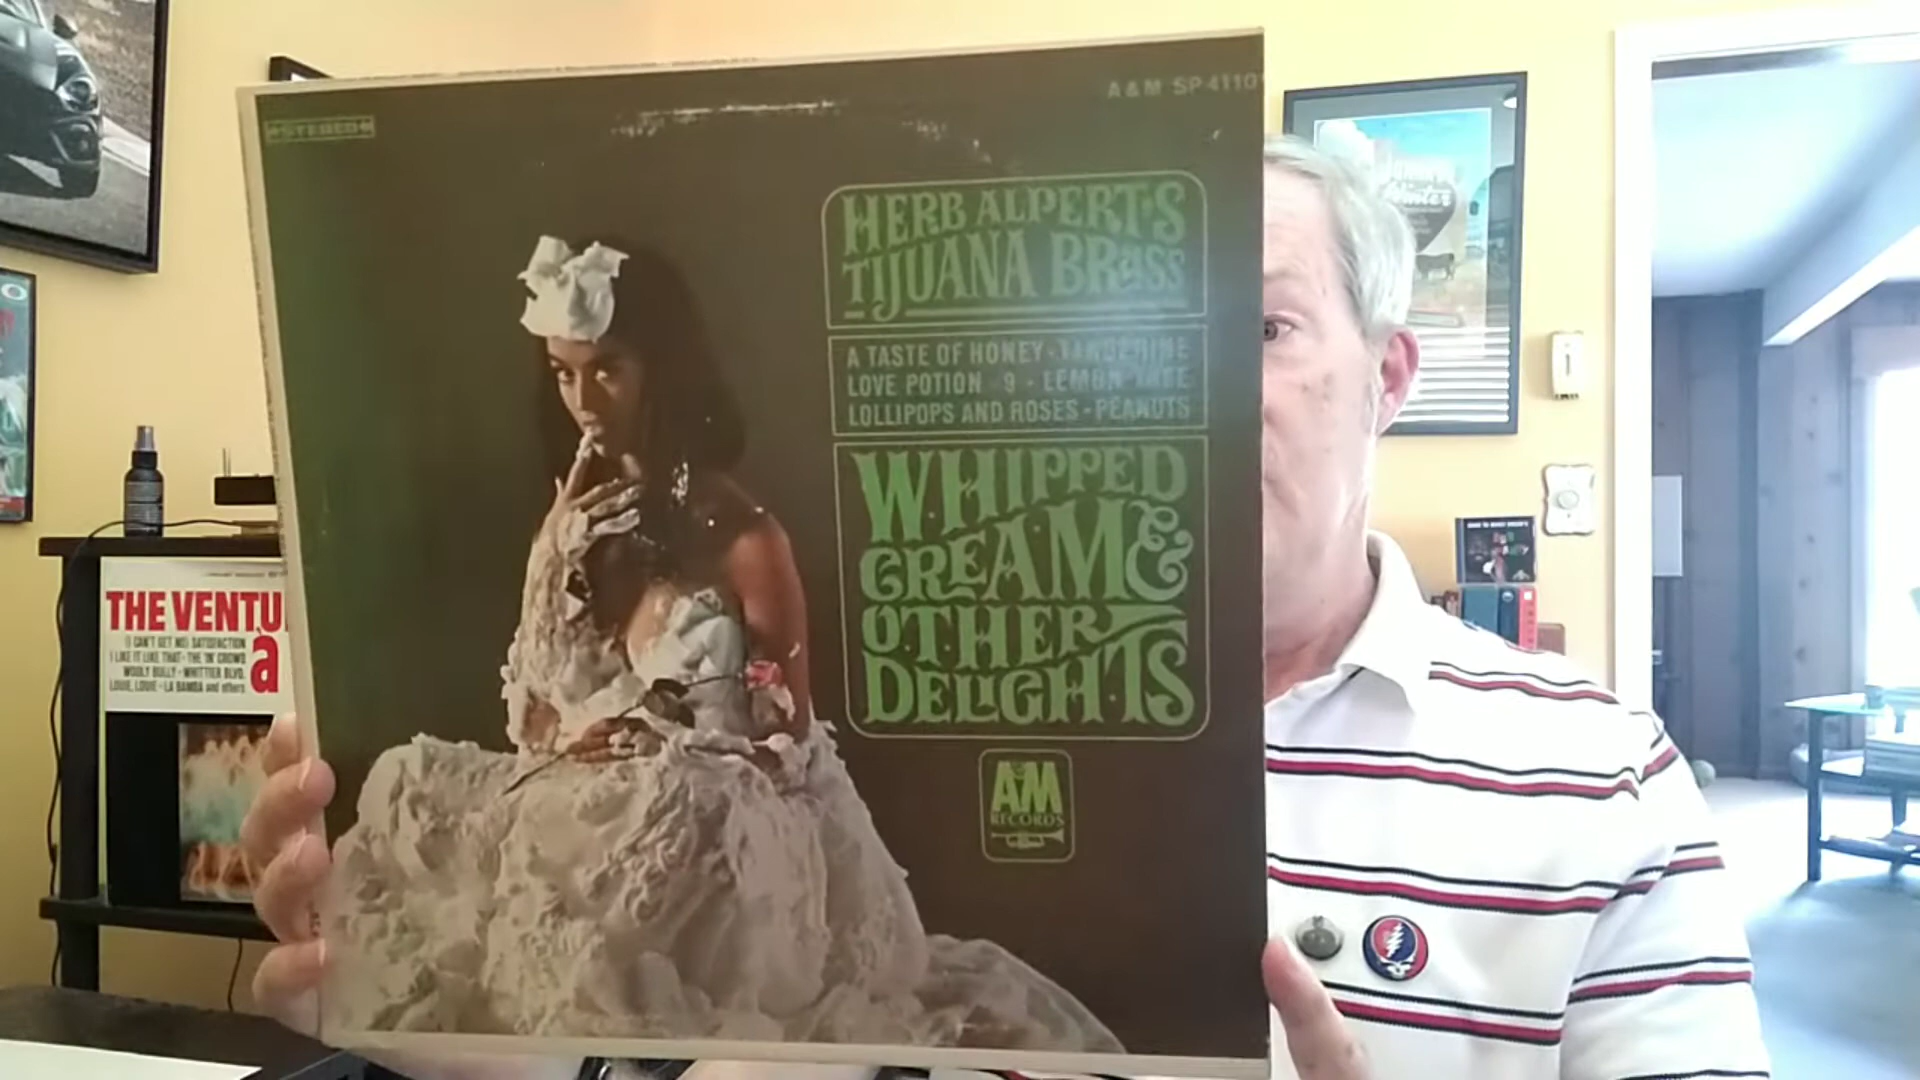 STEREO
A&M SP-4110
HERB ALPERT'S
TIJUANA BRASS
A TASTE OF HONEY · TANGERINE
LOVE POTION #9 · LEMON TREE
LOLLIPOPS AND ROSES · PEANUTS
WHIPPED
CREAM &
OTHER
DELIGHTS
A&M
RECORDS
THE VENTU
(I CAN'T GET NO) SATISFACTION
I LIKE IT LIKE THAT · THE 'IN' CROWD
WOOLY BULLY · WHITTIER BLVD.
LOUIE, LOUIE · LA BAMBA and others
à